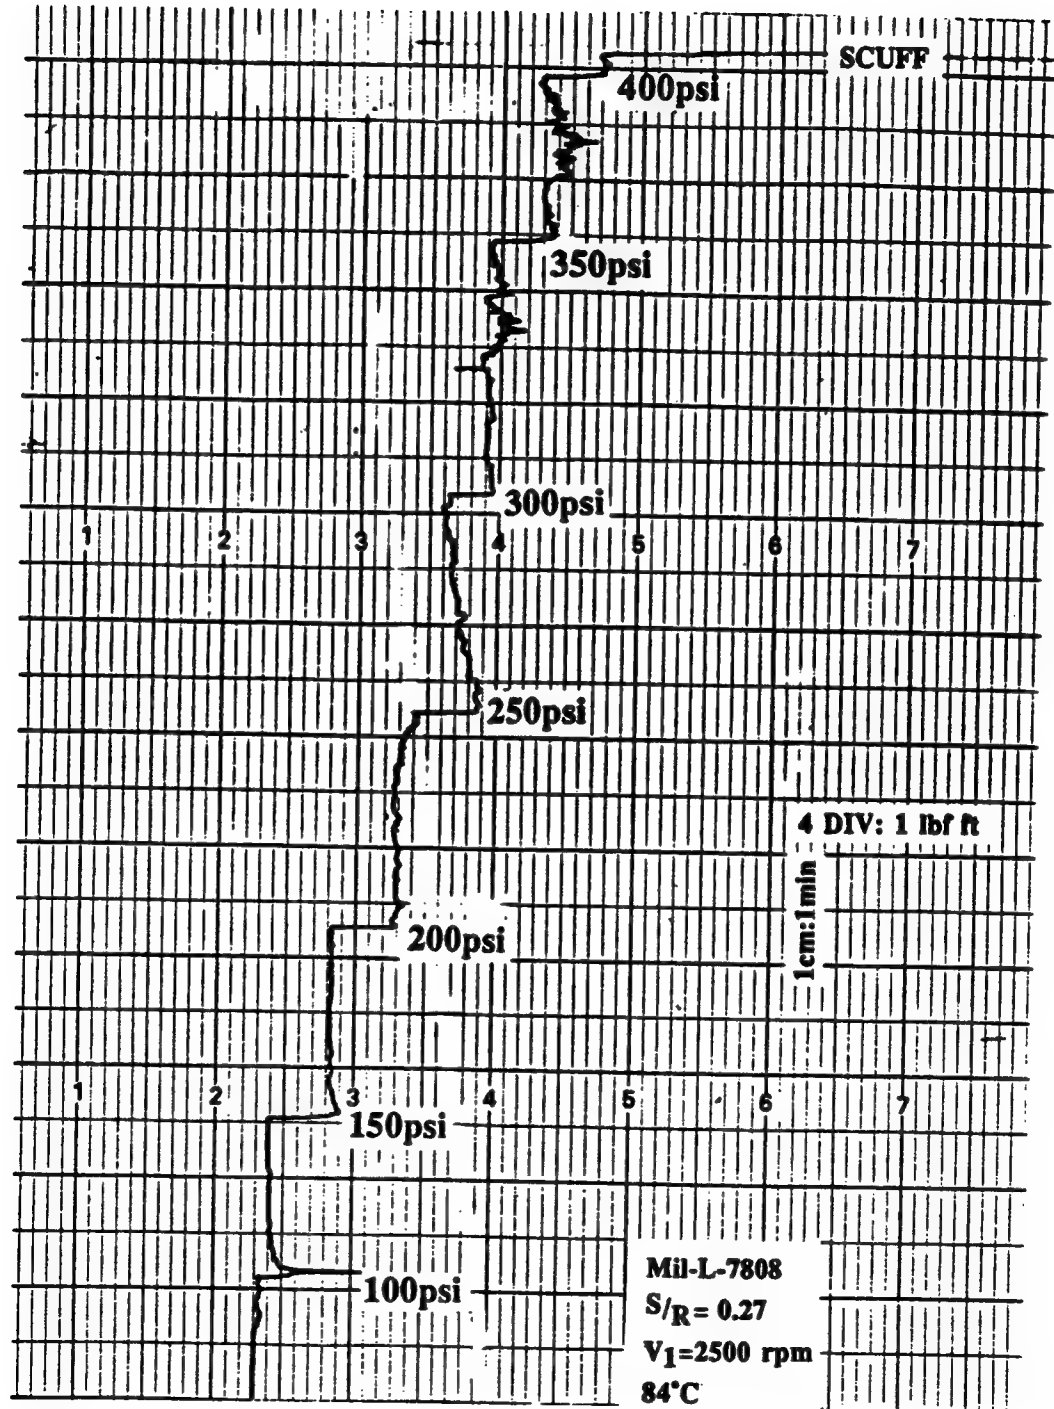 SCUFF
400psi
350psi
300psi
1 2 3 4 5 6 7
250psi
4 DIV: 1 lbf ft
1cm:1min
200psi
1 2 3 4 5 6 7
150psi
100psi
Mil-L-7808
S/R = 0.27
V1=2500 rpm
84°C